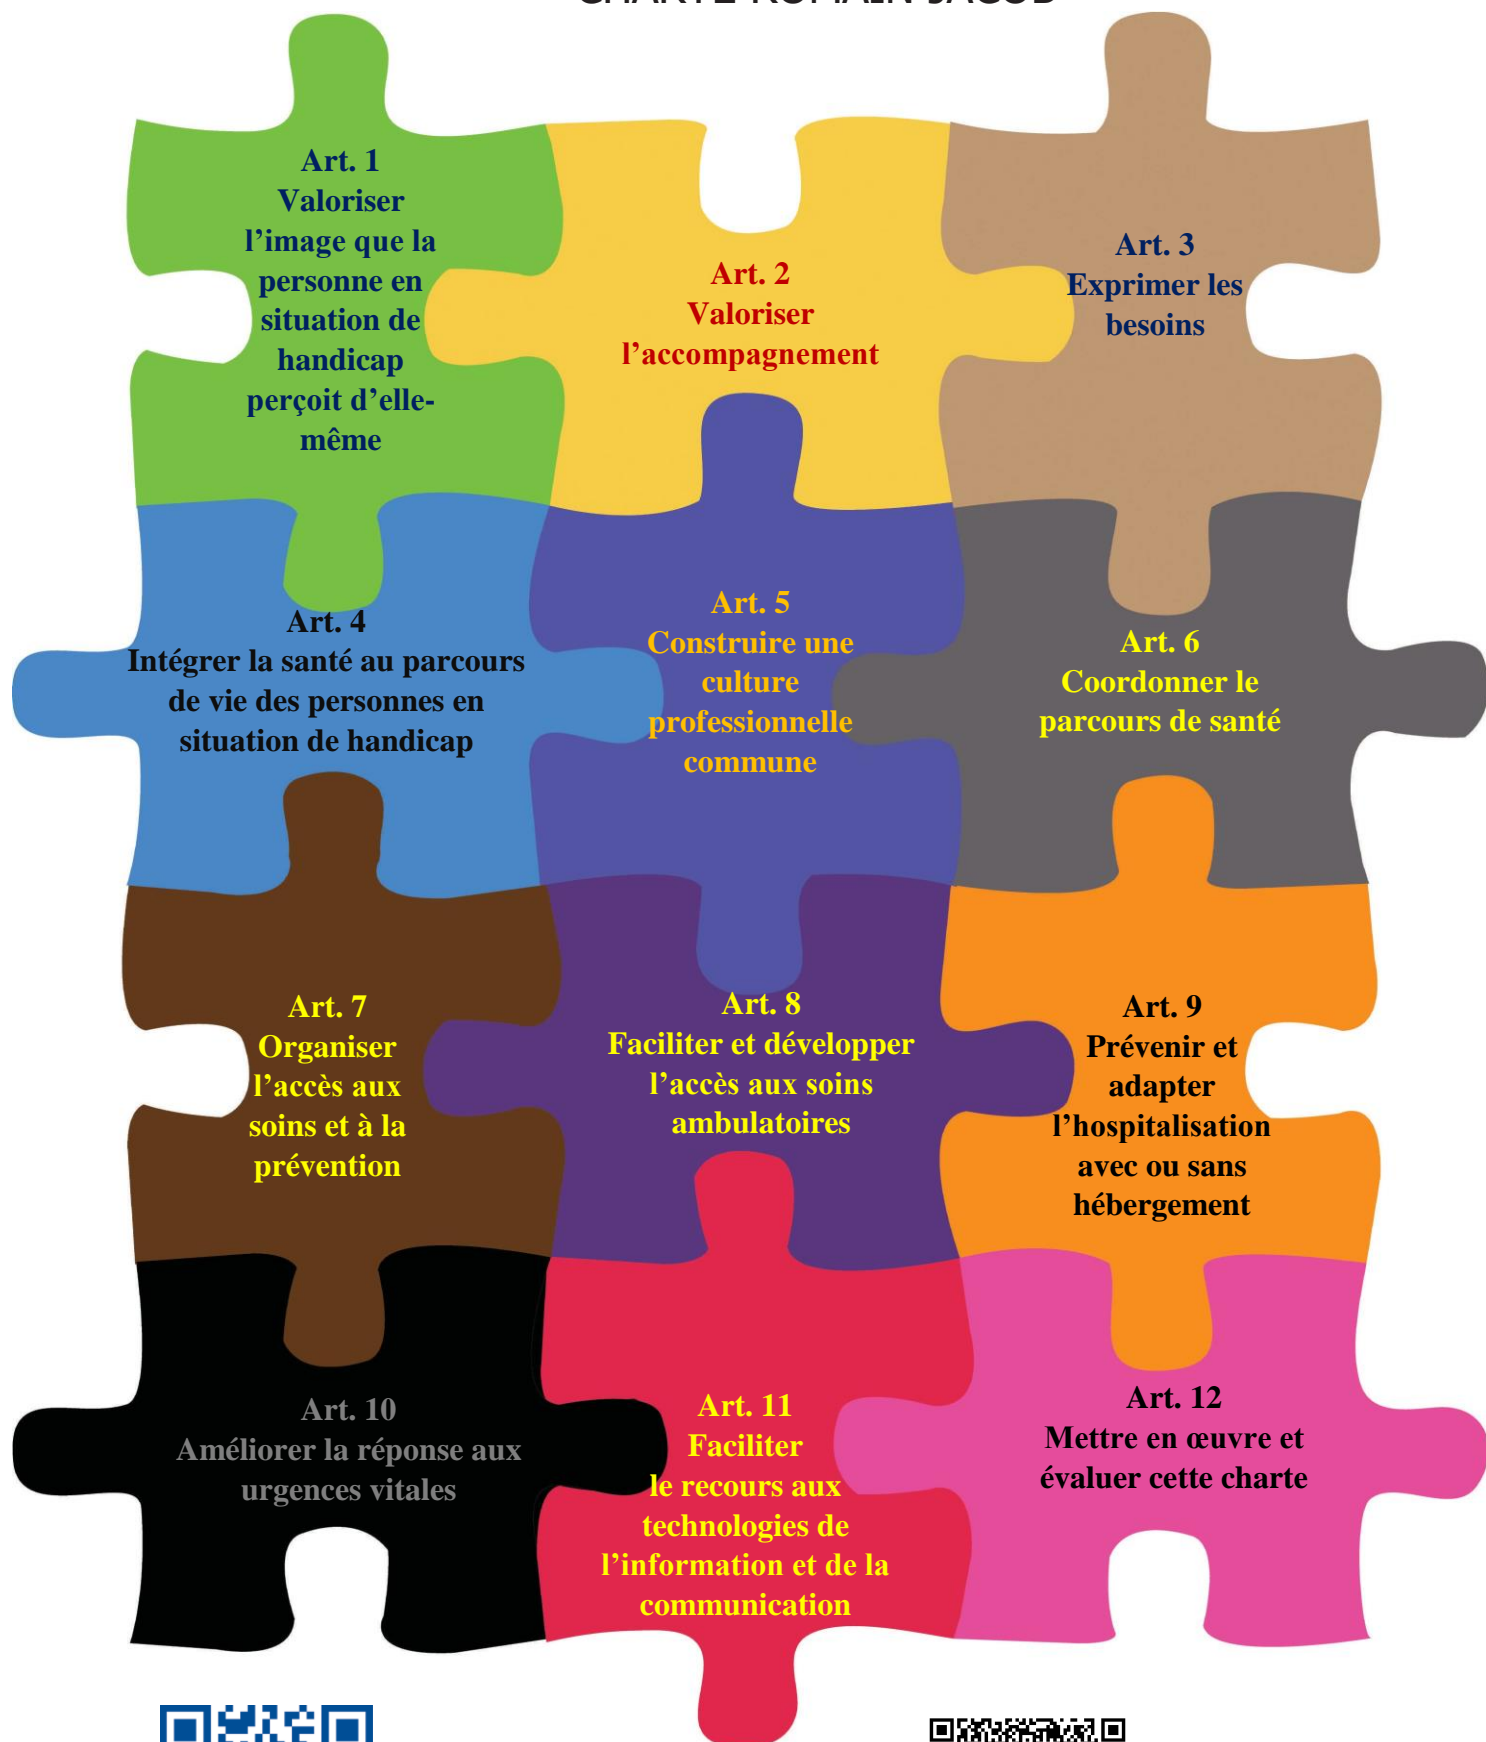 CHARTE ROMAIN JACOB
Art. 1
Valoriser
l’image que la
personne en
situation de
handicap
perçoit d’elle-
même
Art. 2
Valoriser
l’accompagnement
Art. 3
Exprimer les
besoins
Art. 4
Intégrer la santé au parcours
de vie des personnes en
situation de handicap
Art. 5
Construire une
culture
professionnelle
commune
Art. 6
Coordonner le
parcours de santé
Art. 7
Organiser
l’accès aux
soins et à la
prévention
Art. 8
Faciliter et développer
l’accès aux soins
ambulatoires
Art. 9
Prévenir et
adapter
l’hospitalisation
avec ou sans
hébergement
Art. 10
Améliorer la réponse aux
urgences vitales
Art. 11
Faciliter
le recours aux
technologies de
l’information et de la
communication
Art. 12
Mettre en œuvre et
évaluer cette charte